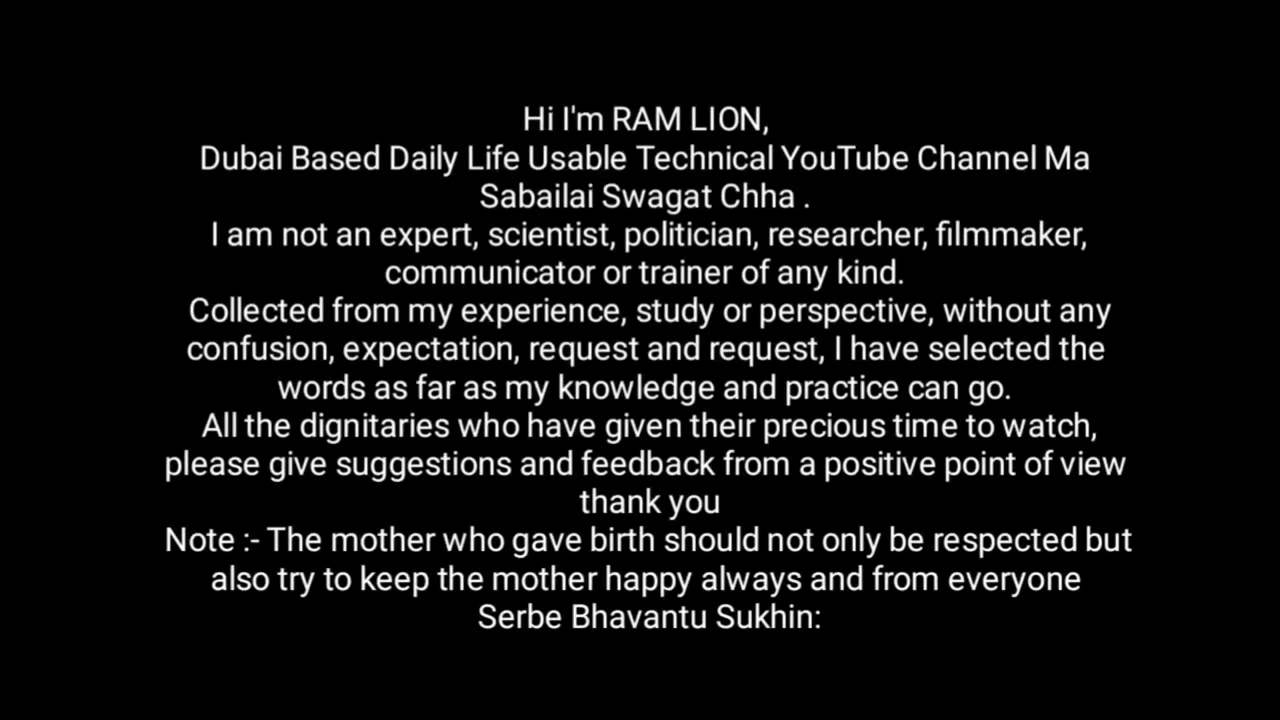 Hi I'm RAM LION,
Dubai Based Daily Life Usable Technical YouTube Channel Ma
Sabailai Swagat Chha .
I am not an expert, scientist, politician, researcher, filmmaker,
communicator or trainer of any kind.
Collected from my experience, study or perspective, without any
confusion, expectation, request and request, I have selected the
words as far as my knowledge and practice can go.
All the dignitaries who have given their precious time to watch,
please give suggestions and feedback from a positive point of view
thank you
Note :- The mother who gave birth should not only be respected but
also try to keep the mother happy always and from everyone
Serbe Bhavantu Sukhin: